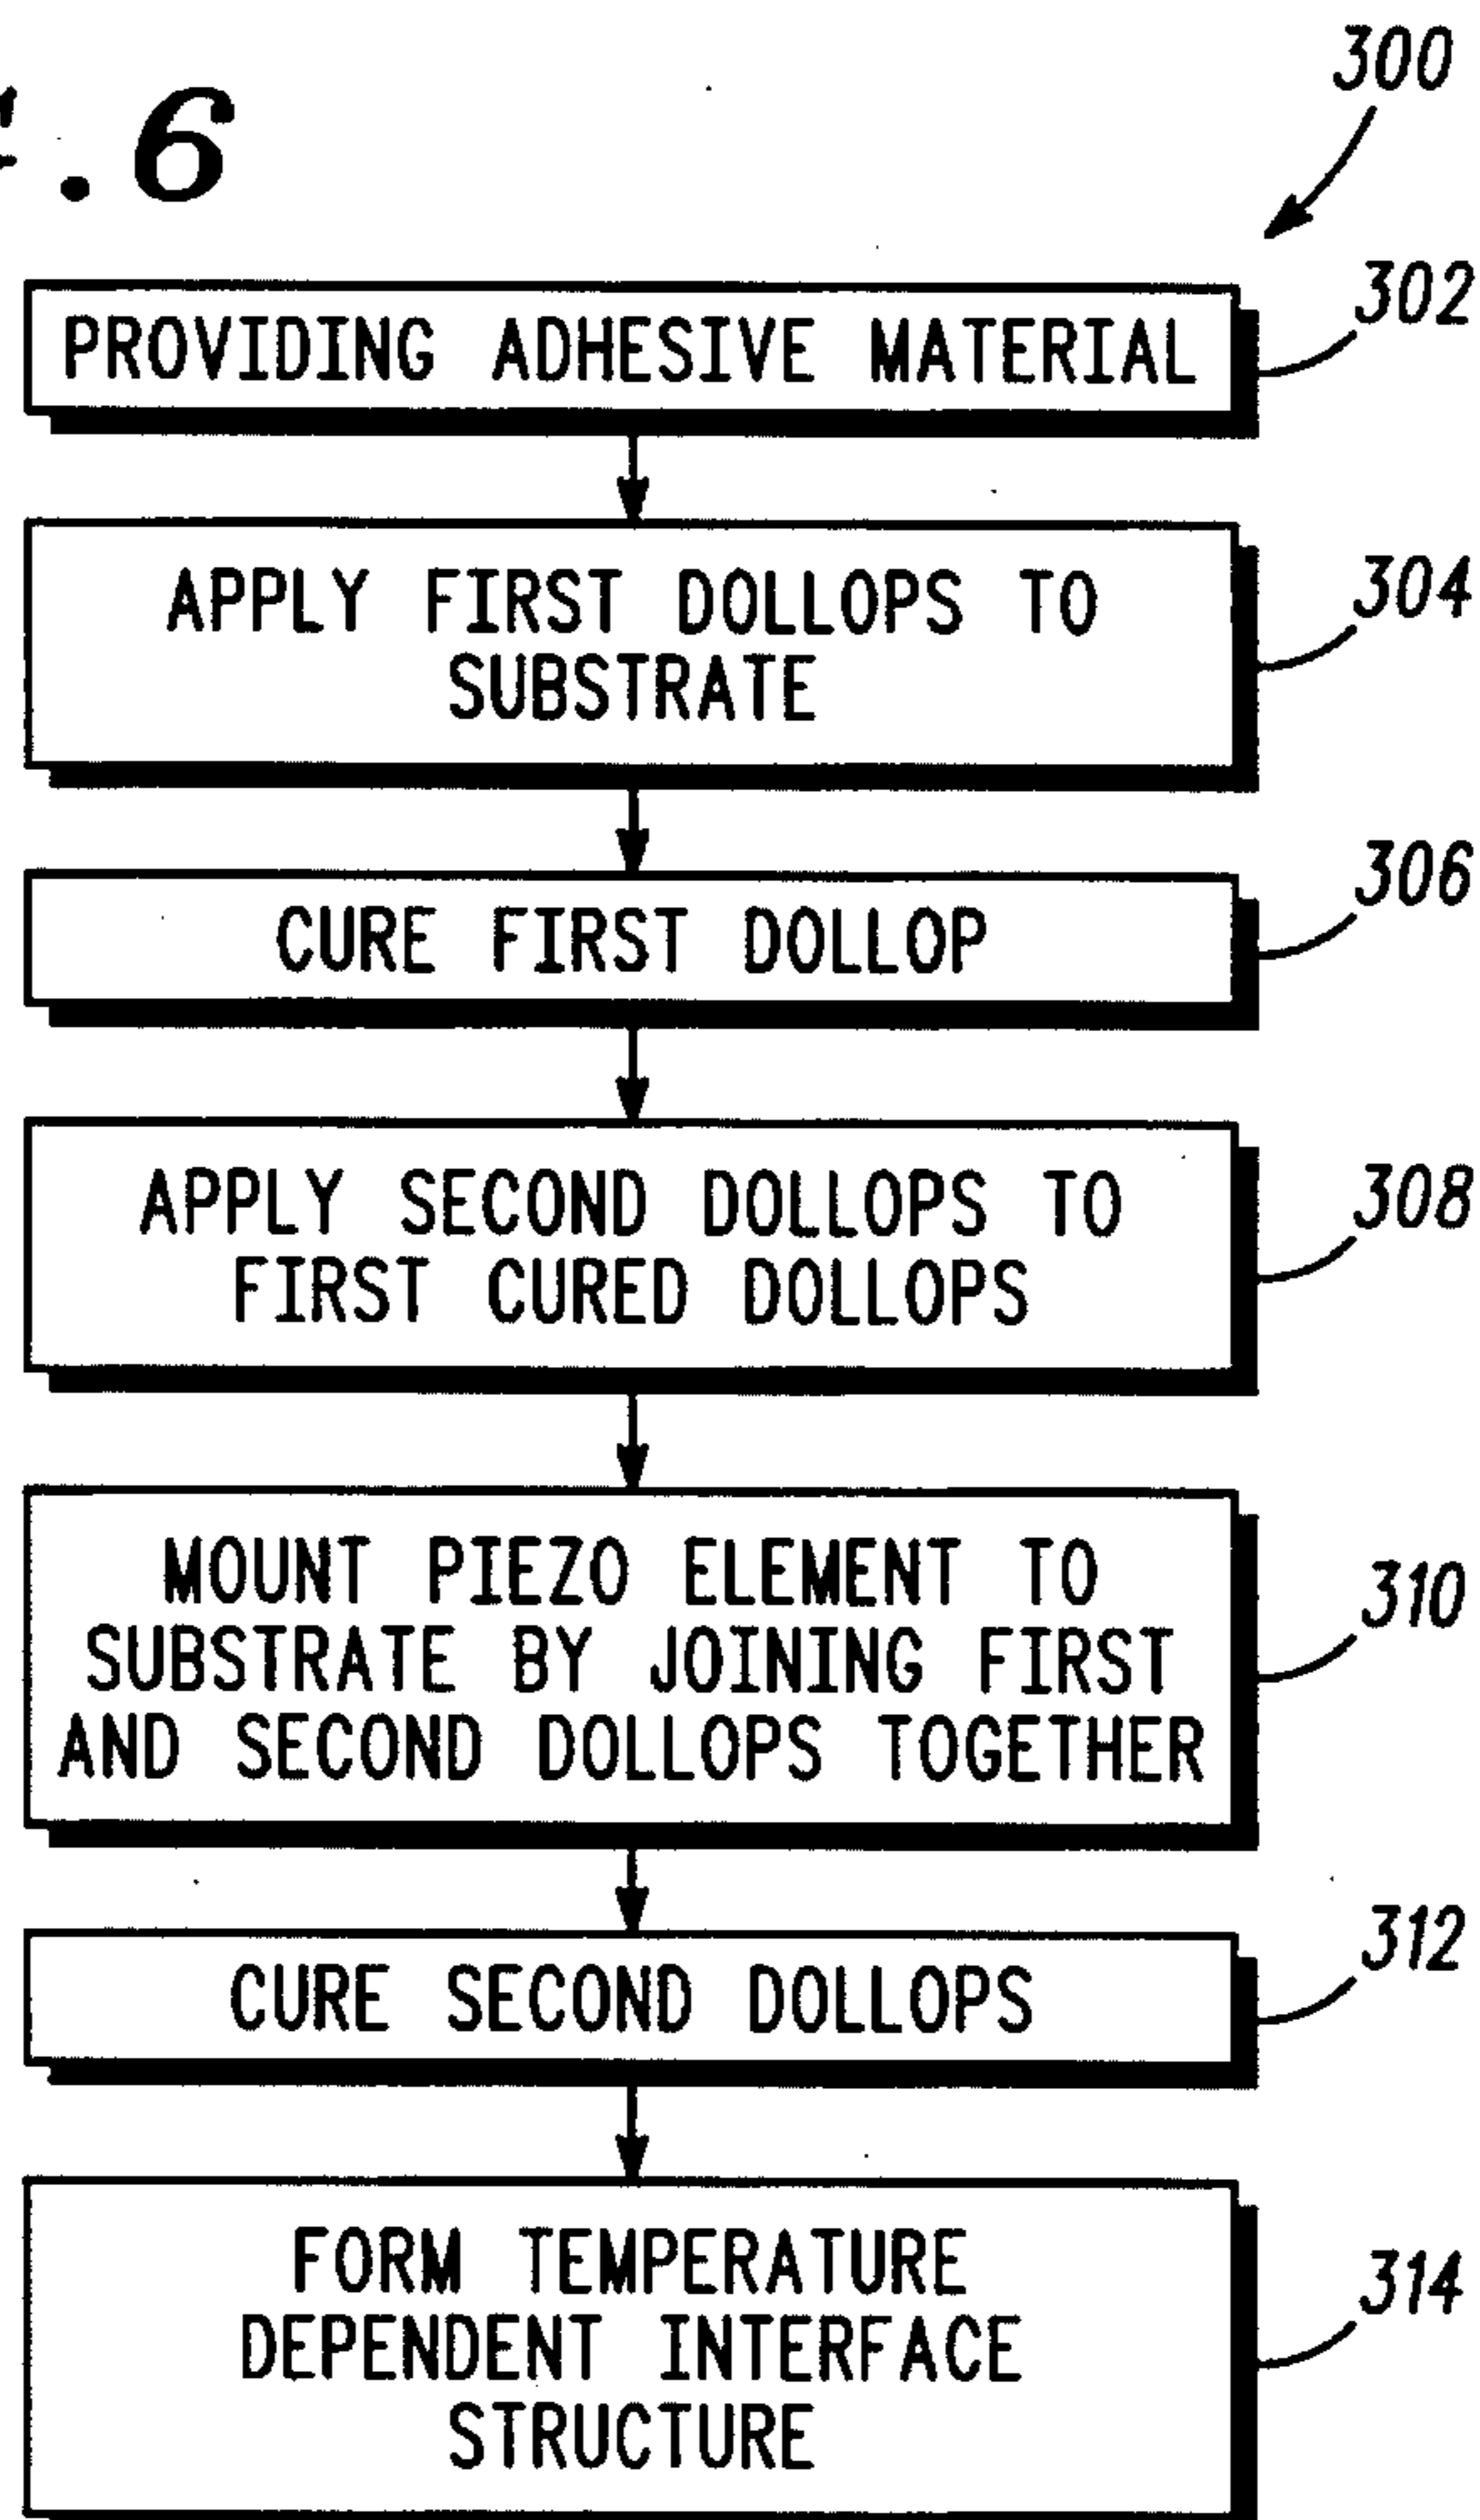 .6
300
302
PROVIDING ADHESIVE MATERIAL
304
APPLY FIRST DOLLOPS TO
SUBSTRATE
306
CURE FIRST DOLLOP
308
APPLY SECOND DOLLOPS TO
FIRST CURED DOLLOPS
310
MOUNT PIEZO ELEMENT TO
SUBSTRATE BY JOINING FIRST
AND SECOND DOLLOPS TOGETHER
312
CURE SECOND DOLLOPS
314
FORM TEMPERATURE
DEPENDENT INTERFACE
STRUCTURE